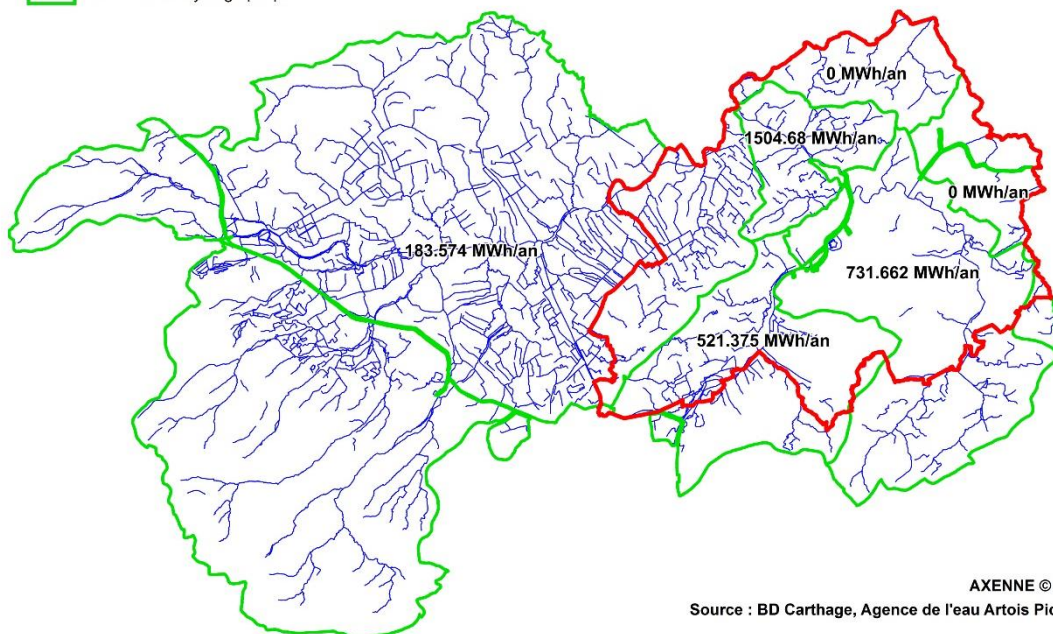 0 MWh/an
1504.68 MWh/an
0 MWh/an
183.574 MWh/an
731.662 MWh/an
521.375 MWh/an
AXENNE ©
Source : BD Carthage, Agence de l'eau Artois Pic